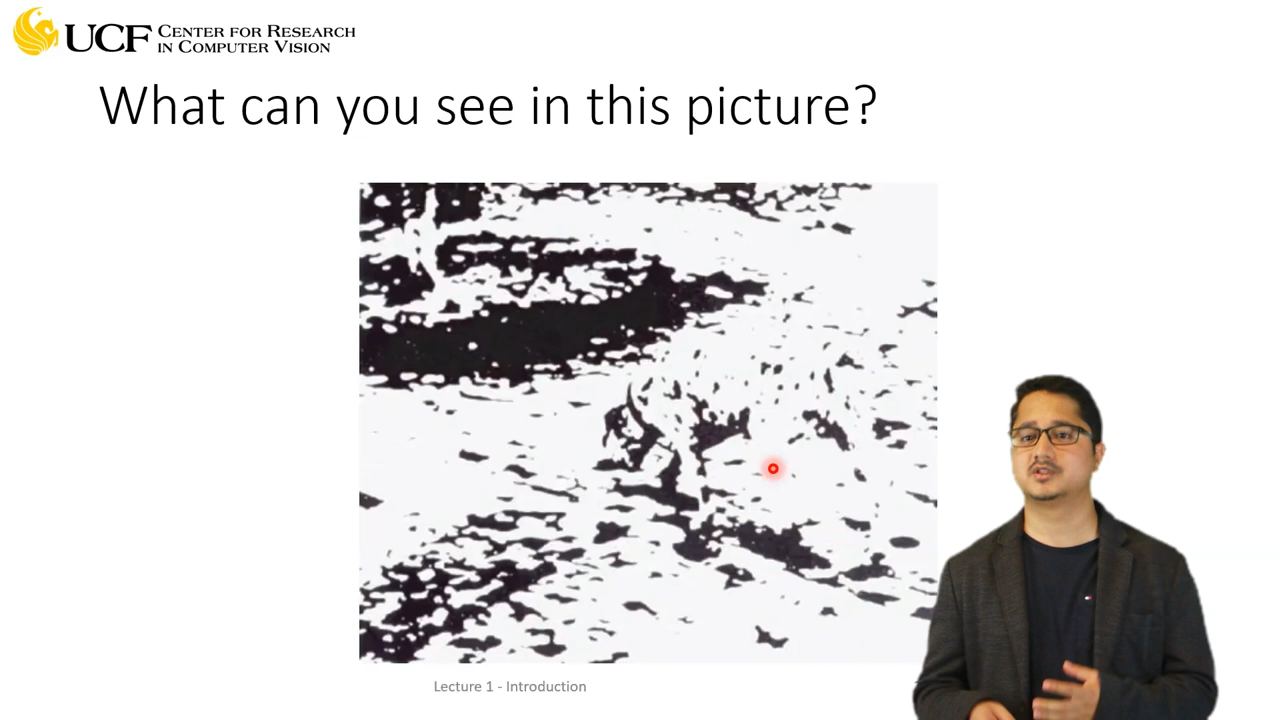 UCF CENTER FOR RESEARCH
IN COMPUTER VISION
What can you see in this picture?
Lecture 1 - Introduction